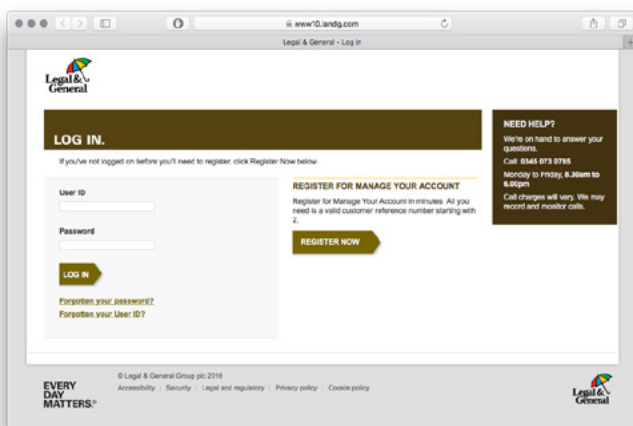 www10.landg.com
Legal & General - Log in
Legal &
General
LOG IN.
If you've not logged on before you'll need to register, click Register Now below.
User ID
Password
LOG IN
Forgotten your password?
Forgotten your User ID?
REGISTER FOR MANAGE YOUR ACCOUNT
Register for Manage Your Account in minutes. All you
need is a valid customer reference number starting with
2.
REGISTER NOW
NEED HELP?
We're on hand to answer your
questions.
Call: 0345 073 0785
Monday to Friday, 8.30am to
6.00pm
Call charges will vary. We may
record and monitor calls.
EVERY
DAY
MATTERS.®
© Legal & General Group plc 2016
Accessibility | Security | Legal and regulatory | Privacy policy | Cookie policy
Legal &
General